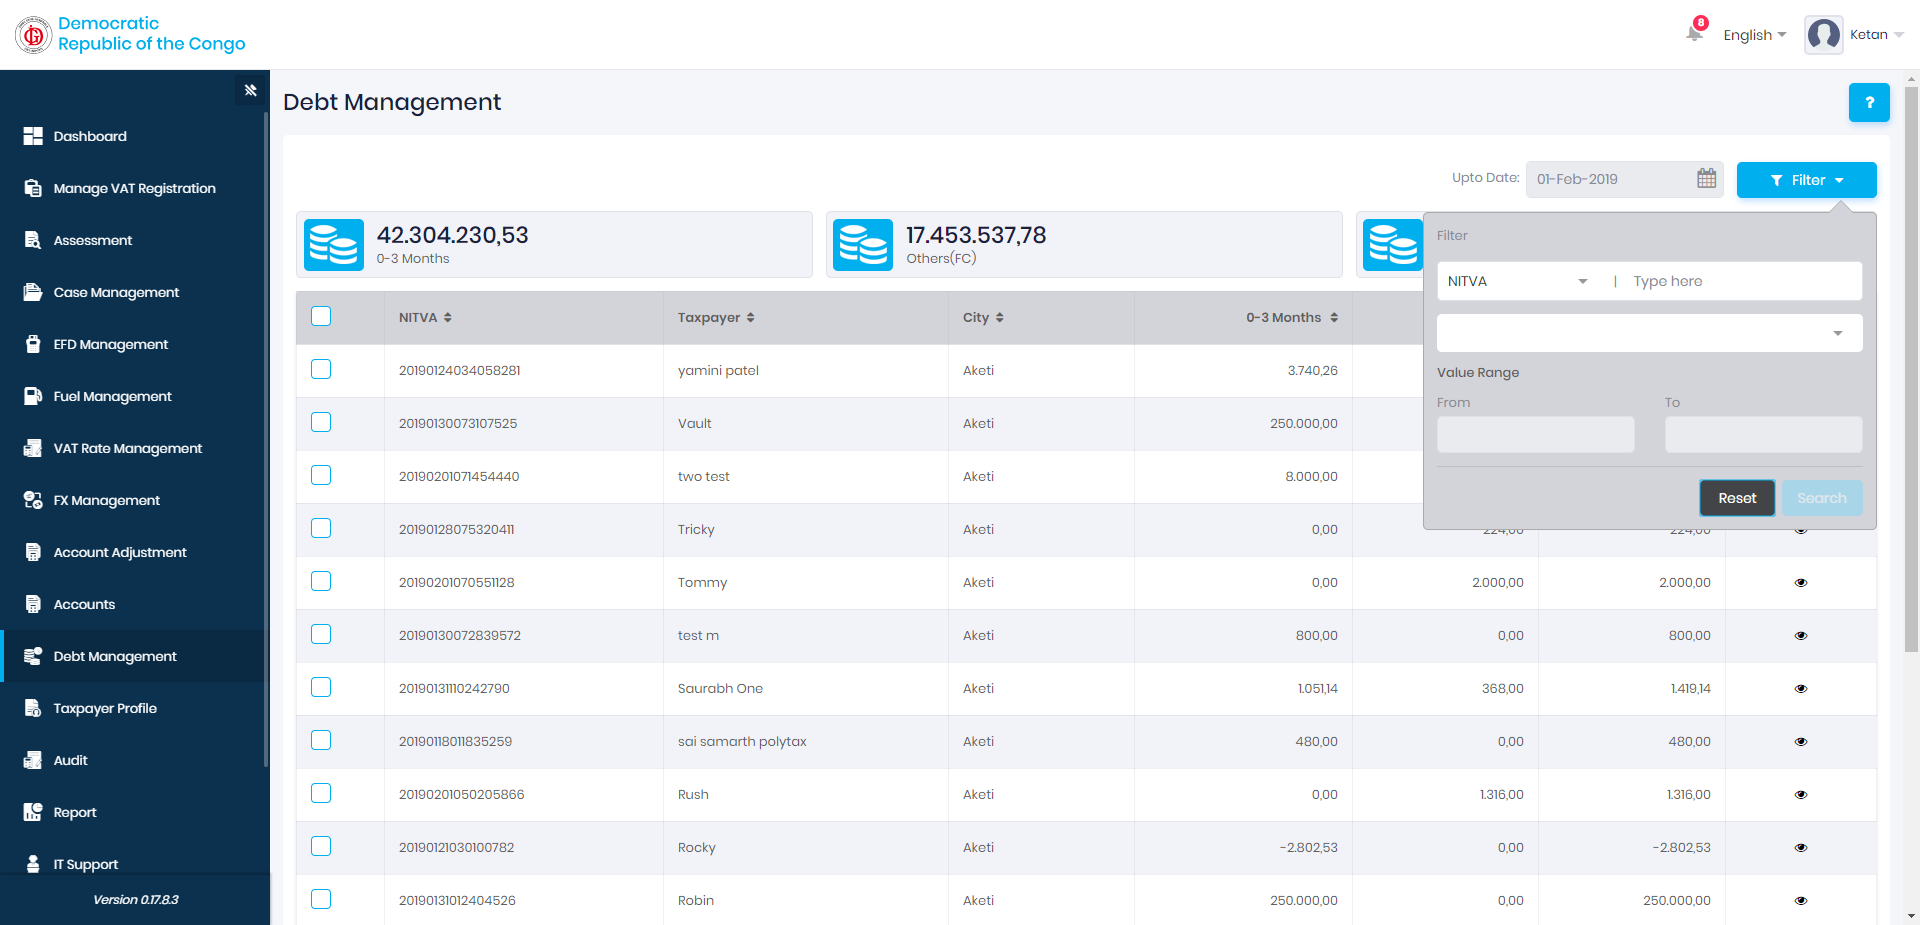 Democratic
Republic of the Congo
8
English
Ketan
Dashboard
Manage VAT Registration
Assessment
Case Management
EFD Management
Fuel Management
VAT Rate Management
FX Management
Account Adjustment
Accounts
Debt Management
Taxpayer Profile
Audit
Report
IT Support
Version 0.17.8.3
Debt Management
?
Upto Date: 01-Feb-2019
Filter
42.304.230,53
0-3 Months
17.453.537,78
Others(FC)
Filter
NITVA | Type here
Value Range
From To
Reset Search
NITVA Taxpayer City 0-3 Months
20190124034058281 yamini patel Aketi 3.740,26
20190130073107525 Vault Aketi 250.000,00
20190201071454440 two test Aketi 8.000,00
20190128075320411 Tricky Aketi 0,00 224,00 224,00
20190201070551128 Tommy Aketi 0,00 2.000,00 2.000,00
20190130072839572 test m Aketi 800,00 0,00 800,00
20190131110242790 Saurabh One Aketi 1.051,14 368,00 1.419,14
20190118011835259 sai samarth polytax Aketi 480,00 0,00 480,00
20190201050205866 Rush Aketi 0,00 1.316,00 1.316,00
20190121030100782 Rocky Aketi -2.802,53 0,00 -2.802,53
20190131012404526 Robin Aketi 250.000,00 0,00 250.000,00